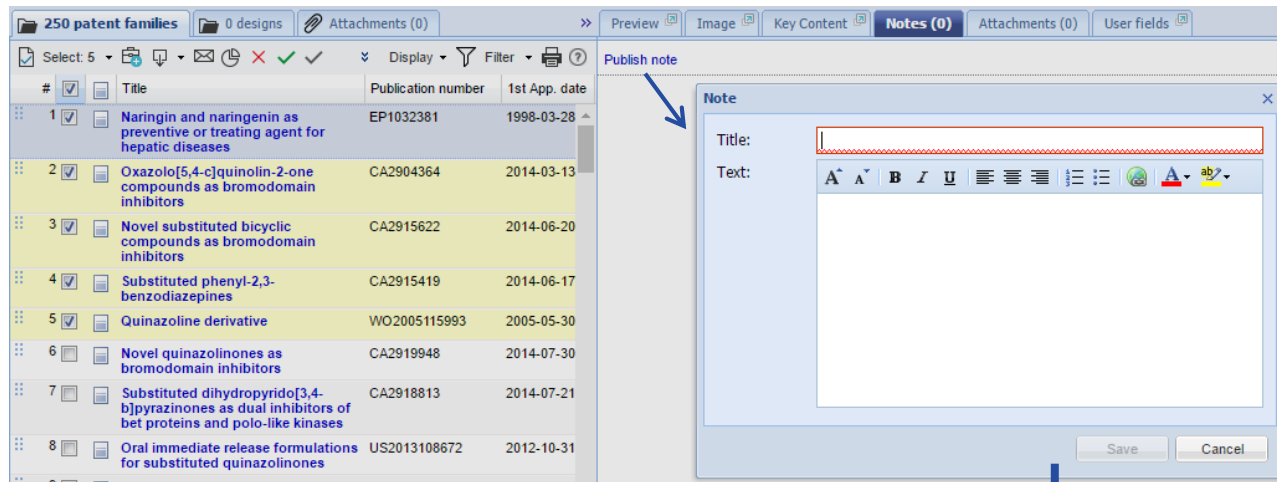 250 patent families 0 designs Attachments (0) »
Select: 5 Display Filter
# Title Publication number 1st App. date
1 Naringin and naringenin as EP1032381 1998-03-28
preventive or treating agent for
hepatic diseases
2 Oxazolo[5,4-c]quinolin-2-one CA2904364 2014-03-13
compounds as bromodomain
inhibitors
3 Novel substituted bicyclic CA2915622 2014-06-20
compounds as bromodomain
inhibitors
4 Substituted phenyl-2,3- CA2915419 2014-06-17
benzodiazepines
5 Quinazoline derivative WO2005115993 2005-05-30
6 Novel quinazolinones as CA2919948 2014-07-30
bromodomain inhibitors
7 Substituted dihydropyrido[3,4- CA2918813 2014-07-21
b]pyrazinones as dual inhibitors of
bet proteins and polo-like kinases
8 Oral immediate release formulations US2013108672 2012-10-31
for substituted quinazolinones
Preview Image Key Content Notes (0) Attachments (0) User fields
Publish note
Note
Title:
Text:
A A B I U A ab
Save Cancel